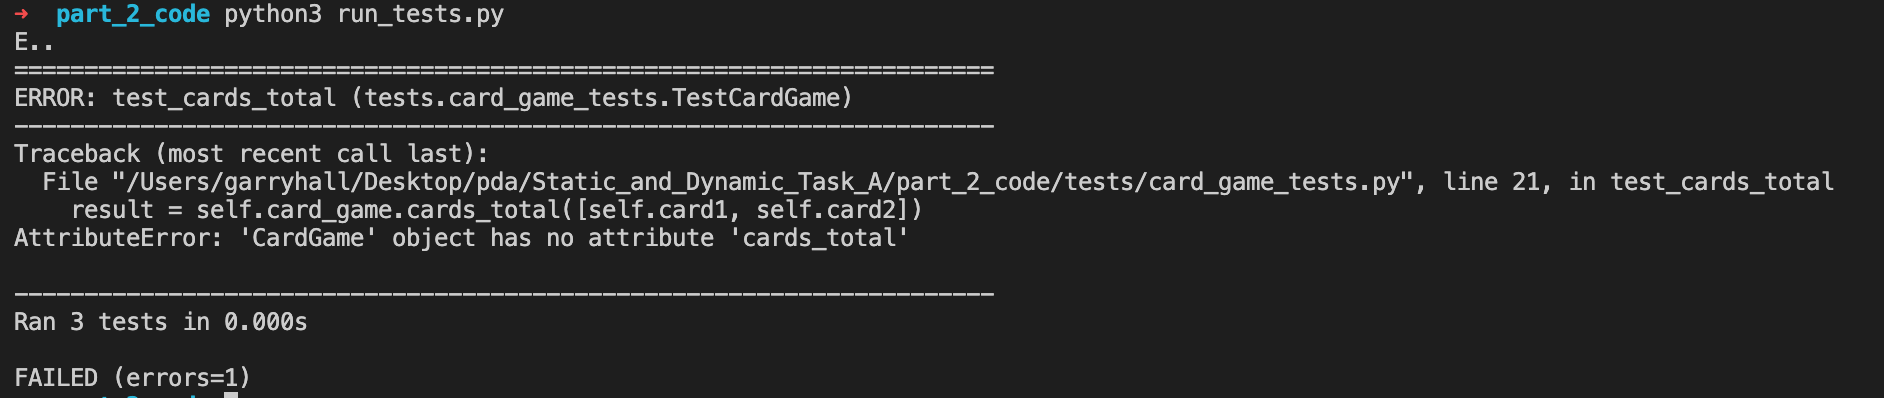 → part_2_code python3 run_tests.py
E..
======================================================================
ERROR: test_cards_total (tests.card_game_tests.TestCardGame)
----------------------------------------------------------------------
Traceback (most recent call last):
  File "/Users/garryhall/Desktop/pda/Static_and_Dynamic_Task_A/part_2_code/tests/card_game_tests.py", line 21, in test_cards_total
    result = self.card_game.cards_total([self.card1, self.card2])
AttributeError: 'CardGame' object has no attribute 'cards_total'

----------------------------------------------------------------------
Ran 3 tests in 0.000s

FAILED (errors=1)